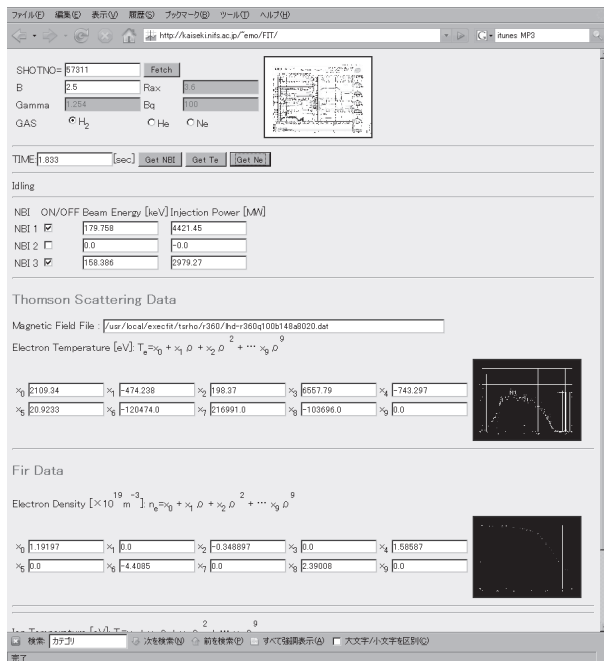 ファイル(F) 編集(E) 表示(V) 履歴(S) ブックマーク(B) ツール(T) ヘルプ(H)
http://kaiseki.nifs.ac.jp/~emo/FIT/ itunes MP3
SHOTNO= 57311 Fetch
B 2.5 Rax 3.6
Gamma 1.254 Bq 100
GAS H2 He Ne
TIME: 1.833 [sec] Get NBI Get Te Get Ne
Idling
NBI ON/OFF Beam Energy [keV] Injection Power [MW]
NBI 1 179.758 4421.45
NBI 2 0.0 -0.0
NBI 3 158.386 2979.27
Thomson Scattering Data
Magnetic Field File : /usr/local/execfit/tsrho/r360/lhd-r360q100b148a8020.dat
Electron Temperature [eV]: Te=x0 + x1 ρ + x2 ρ^2 + ··· x9 ρ^9
x0 2109.34 x1 -474.238 x2 198.37 x3 6557.79 x4 -743.297
x5 20.9233 x6 -120474.0 x7 216991.0 x8 -103696.0 x9 0.0
Fir Data
Electron Density [×10^19 m^-3]: ne=x0 + x1 ρ + x2 ρ^2 + ··· x9 ρ^9
x0 1.19197 x1 0.0 x2 -0.348897 x3 0.0 x4 1.58587
x5 0.0 x6 -4.4085 x7 0.0 x8 2.39008 x9 0.0
2 9
検索: カテゴリ 次を検索(N) 前を検索(P) すべて強調表示(A) 大文字/小文字を区別(C)
完了